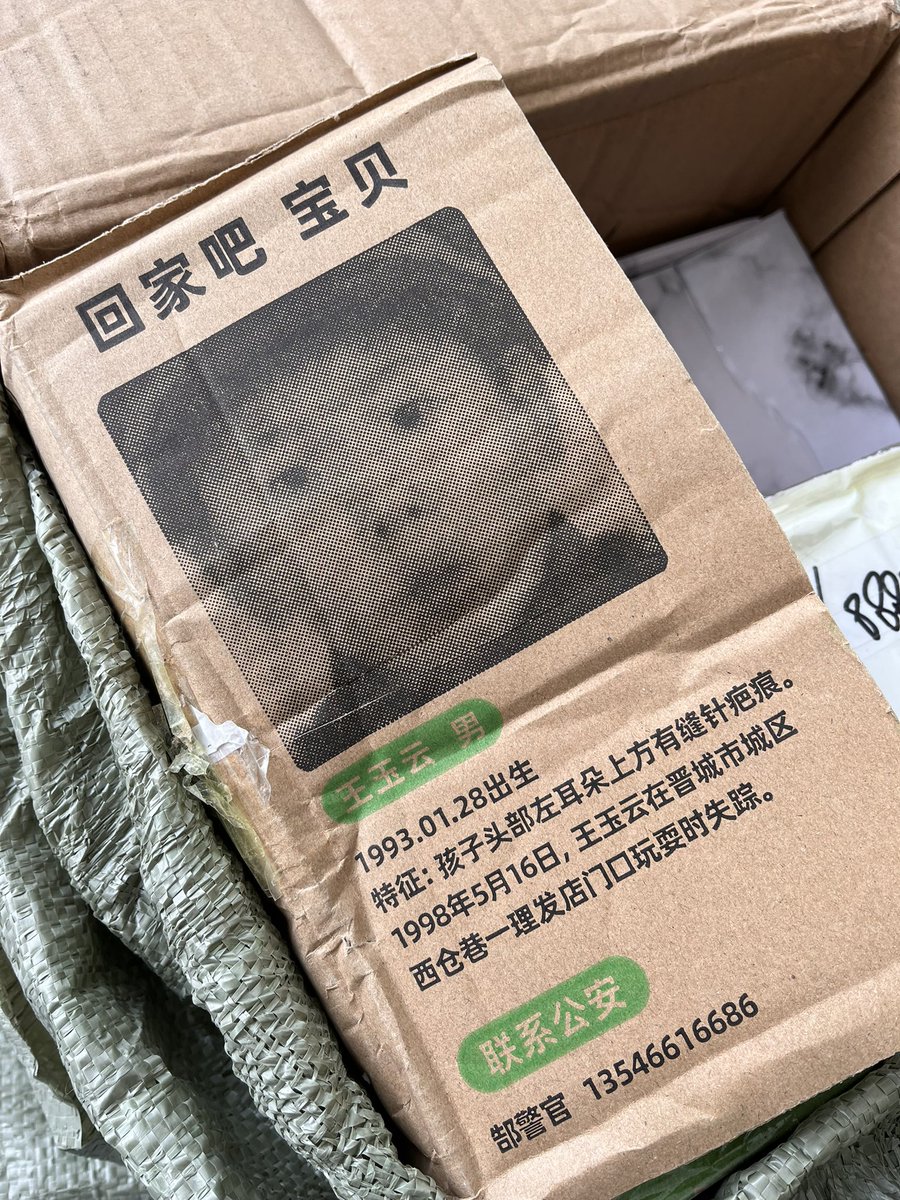 回家吧 宝贝
王玉云 男
1993.01.28出生
特征：孩子头部左耳朵上方有缝针疤痕。
1998年5月16日，王玉云在晋城市城区
西仓巷一理发店门口玩耍时失踪。
联系公安
郜警官 13546616686